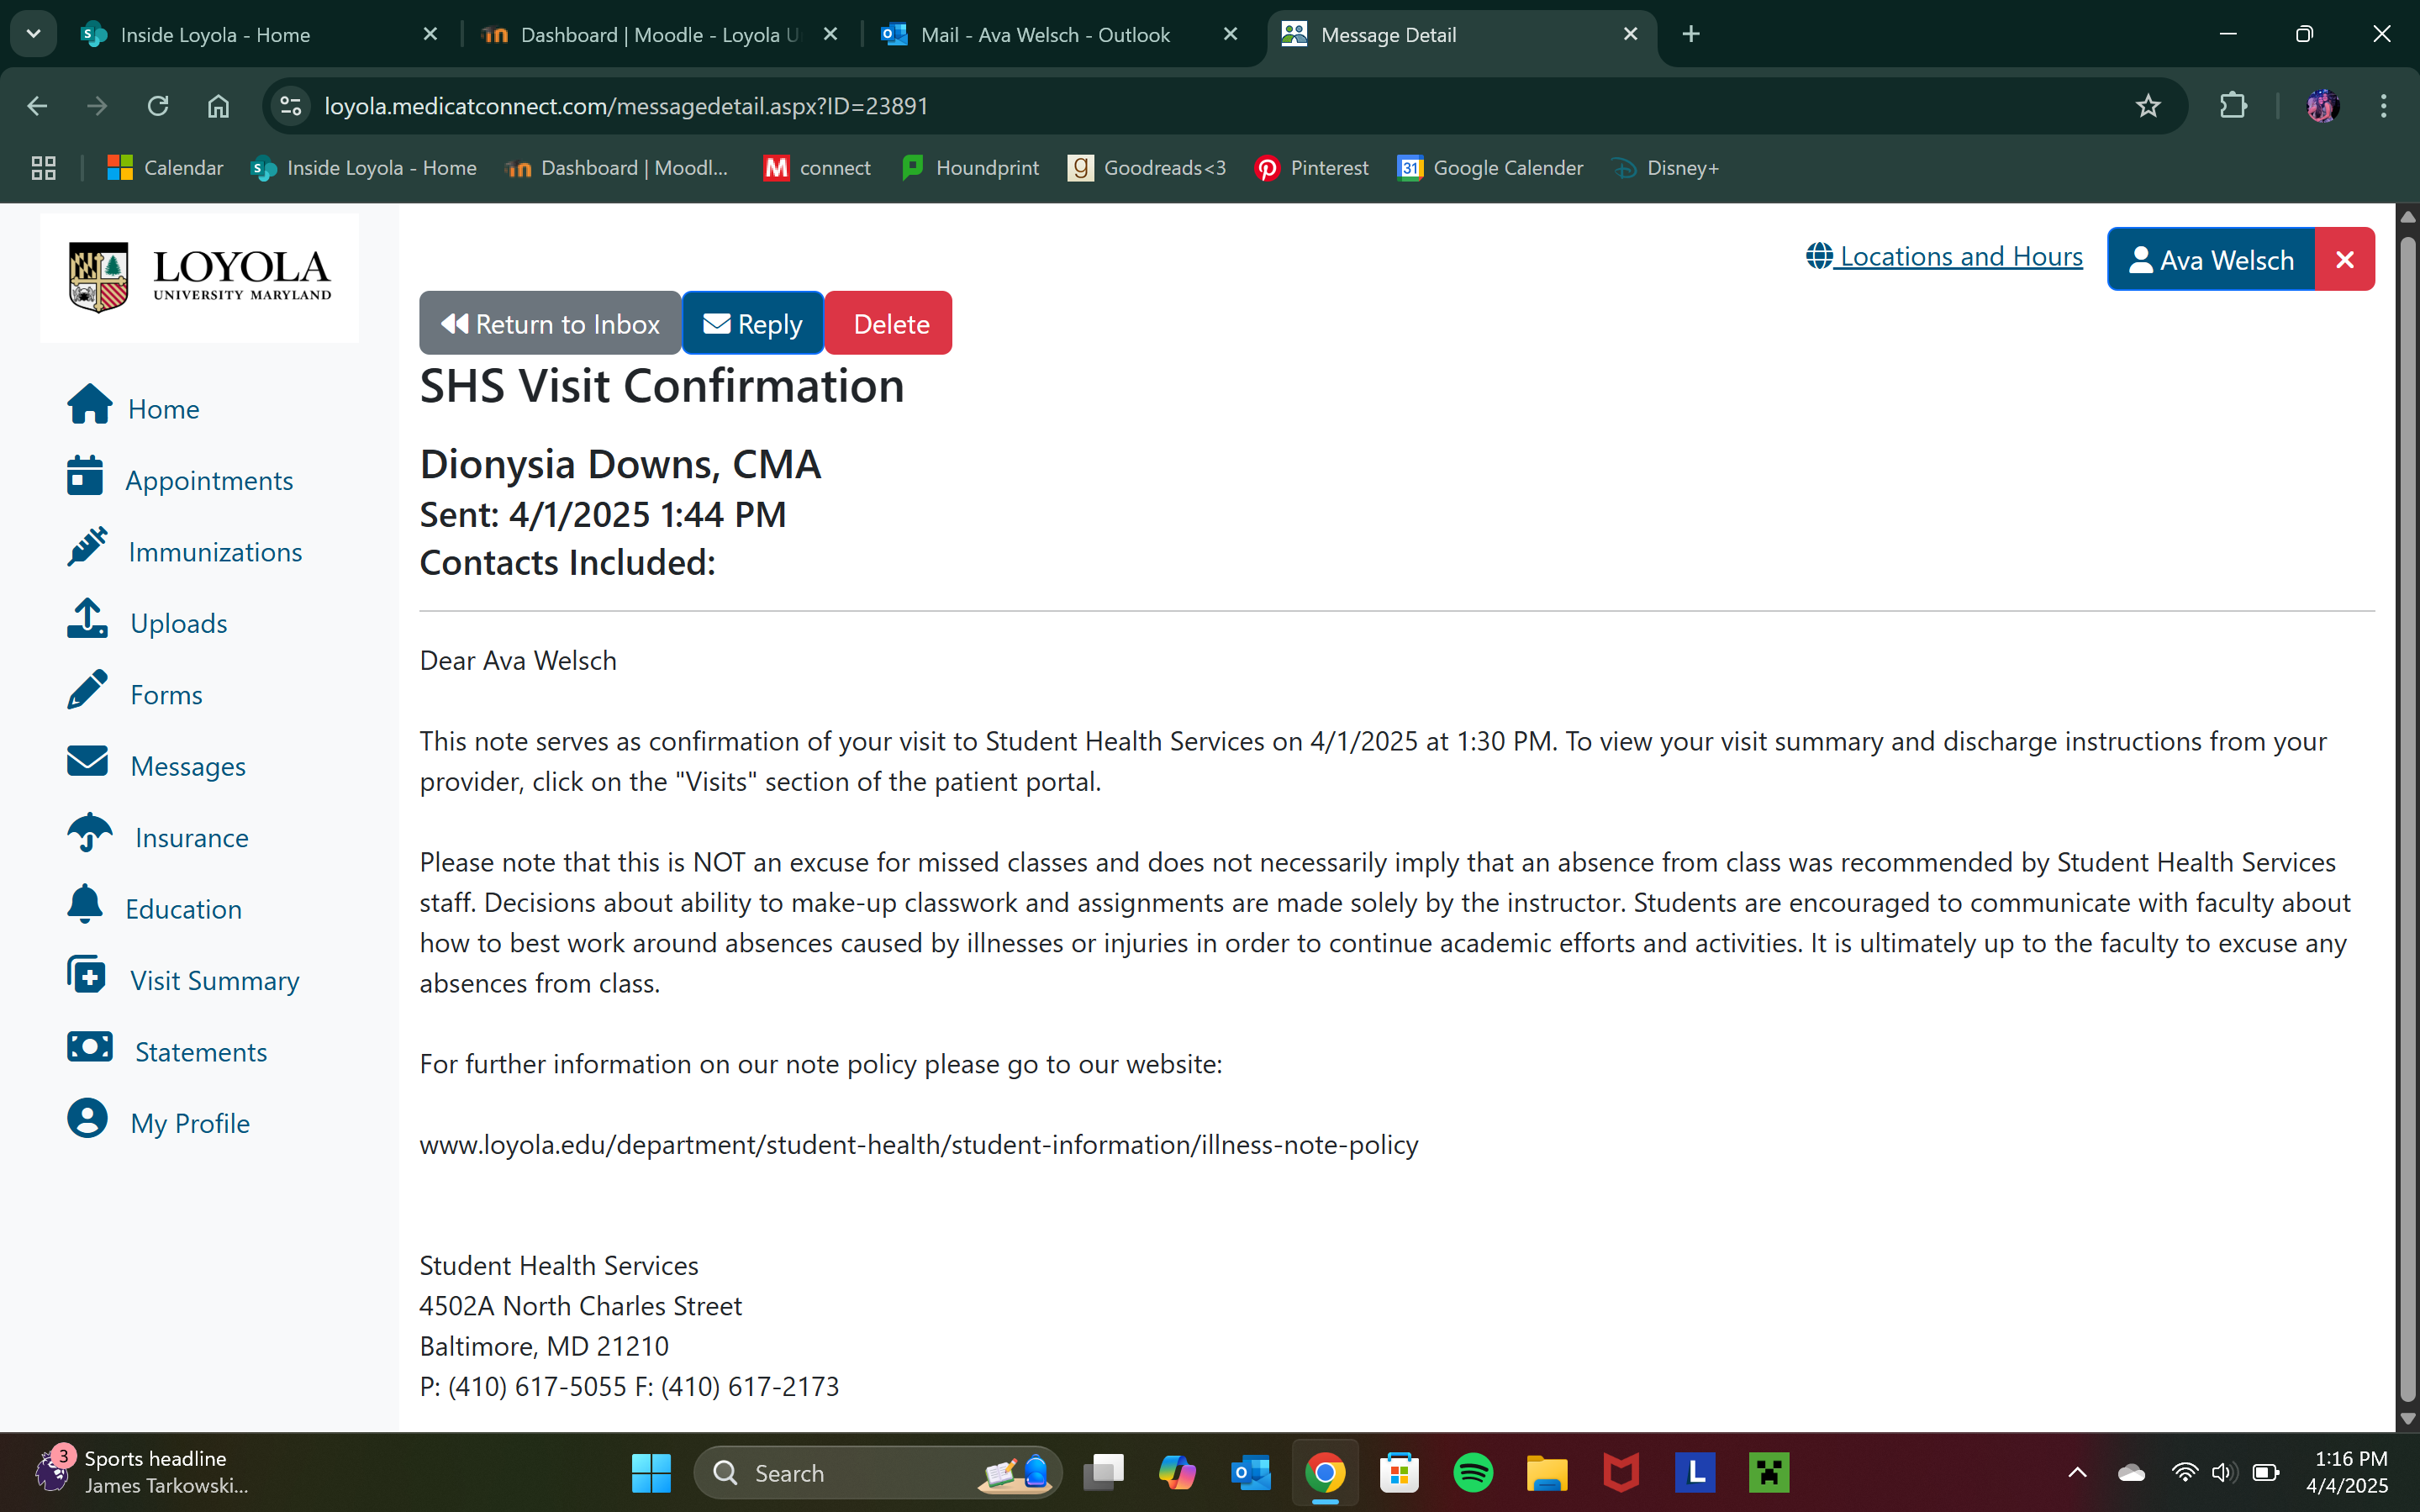 Inside Loyola - Home
Dashboard | Moodle - Loyola U
Mail - Ava Welsch - Outlook
Message Detail
loyola.medicatconnect.com/messagedetail.aspx?ID=23891
Calendar
Inside Loyola - Home
Dashboard | Moodl...
connect
Houndprint
Goodreads<3
Pinterest
31
Google Calender
Disney+
LOYOLA
UNIVERSITY MARYLAND
Locations and Hours
Ava Welsch
Return to Inbox
Reply
Delete
Home
Appointments
Immunizations
Uploads
Forms
Messages
Insurance
Education
Visit Summary
Statements
My Profile
SHS Visit Confirmation
Dionysia Downs, CMA
Sent: 4/1/2025 1:44 PM
Contacts Included:
Dear Ava Welsch
This note serves as confirmation of your visit to Student Health Services on 4/1/2025 at 1:30 PM. To view your visit summary and discharge instructions from your
provider, click on the "Visits" section of the patient portal.
Please note that this is NOT an excuse for missed classes and does not necessarily imply that an absence from class was recommended by Student Health Services
staff. Decisions about ability to make-up classwork and assignments are made solely by the instructor. Students are encouraged to communicate with faculty about
how to best work around absences caused by illnesses or injuries in order to continue academic efforts and activities. It is ultimately up to the faculty to excuse any
absences from class.
For further information on our note policy please go to our website:
www.loyola.edu/department/student-health/student-information/illness-note-policy
Student Health Services
4502A North Charles Street
Baltimore, MD 21210
P: (410) 617-5055 F: (410) 617-2173
3
Sports headline
James Tarkowski...
Search
L
1:16 PM
4/4/2025